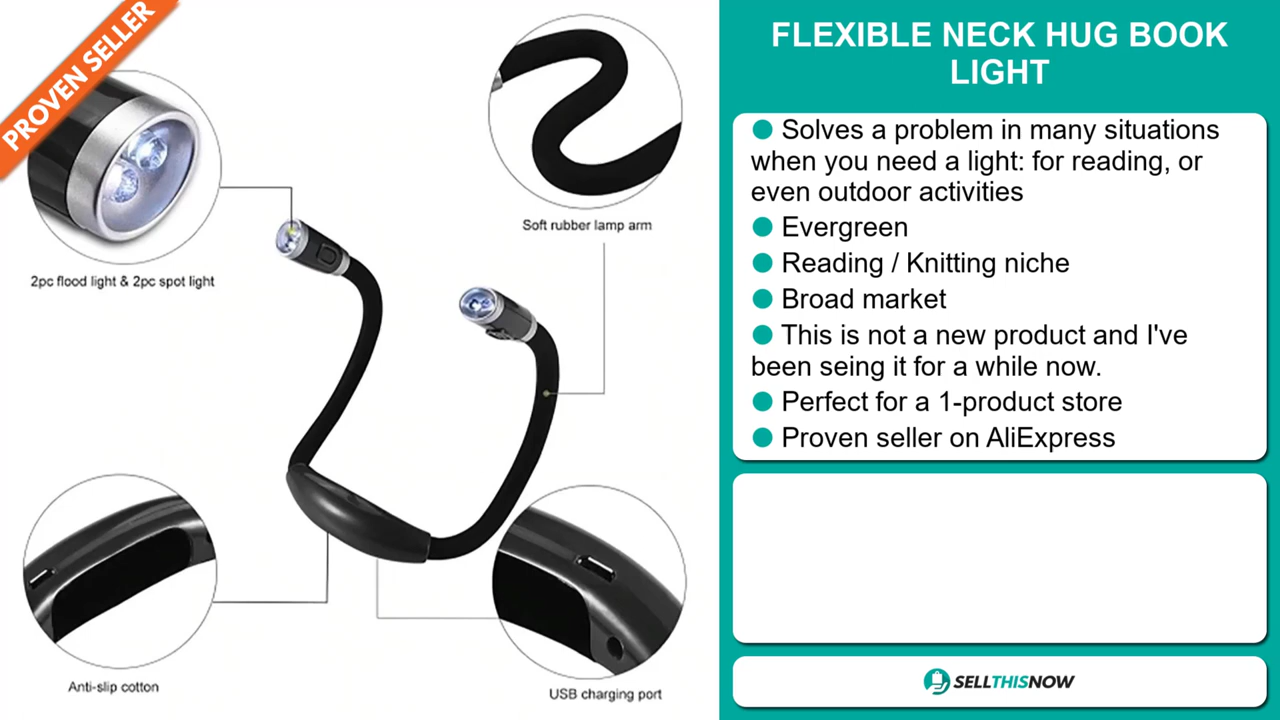 PROVEN SELLER
2pc flood light & 2pc spot light
Soft rubber lamp arm
Anti-slip cotton
USB charging port
FLEXIBLE NECK HUG BOOK
LIGHT
● Solves a problem in many situations
when you need a light: for reading, or
even outdoor activities
● Evergreen
● Reading / Knitting niche
● Broad market
● This is not a new product and I've
been seing it for a while now.
● Perfect for a 1-product store
● Proven seller on AliExpress
SELLTHISNOW